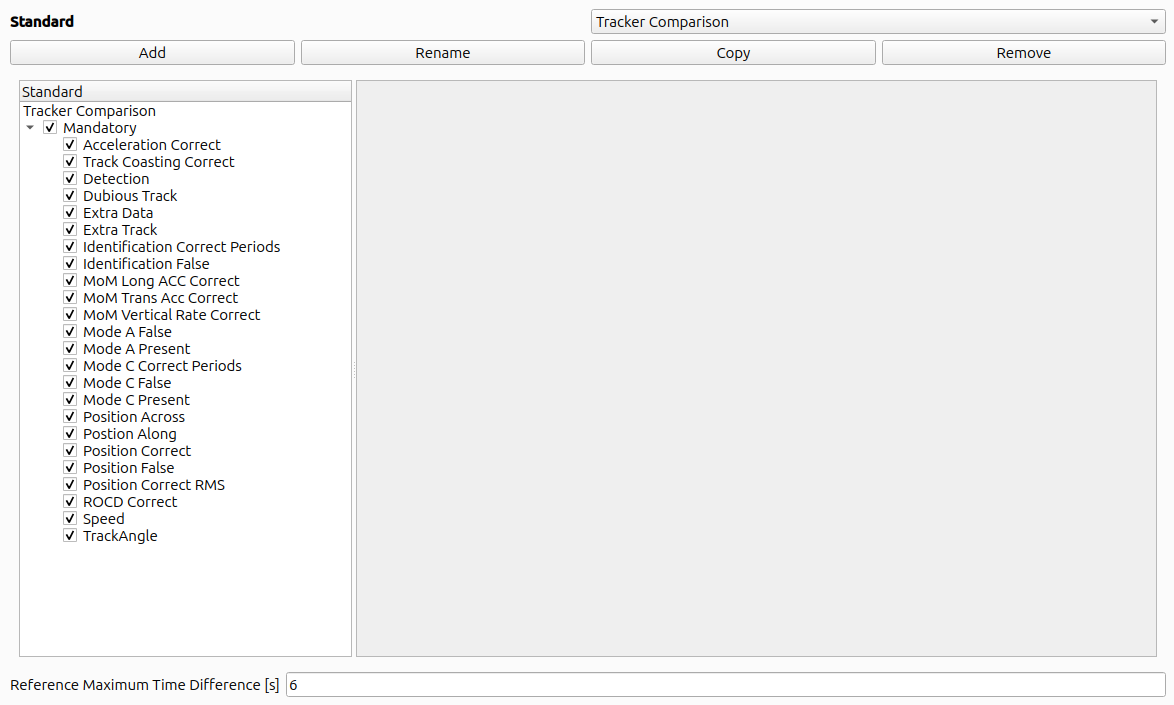 Standard
Tracker Comparison
Add
Rename
Copy
Remove
Standard
Tracker Comparison
Mandatory
Acceleration Correct
Track Coasting Correct
Detection
Dubious Track
Extra Data
Extra Track
Identification Correct Periods
Identification False
MoM Long ACC Correct
MoM Trans Acc Correct
MoM Vertical Rate Correct
Mode A False
Mode A Present
Mode C Correct Periods
Mode C False
Mode C Present
Position Across
Postion Along
Position Correct
Position False
Position Correct RMS
ROCD Correct
Speed
TrackAngle
Reference Maximum Time Difference [s] 6